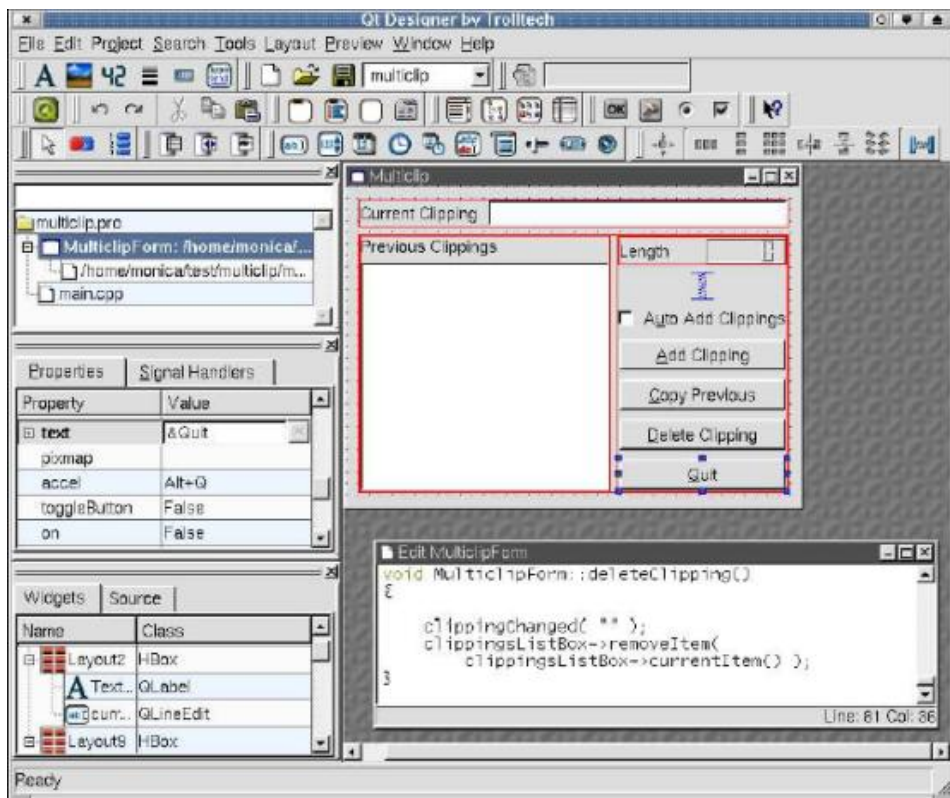 Qt Designer by Trolltech
File Edit Project Search Tools Layout Preview Window Help
A 42 multiclip
OK
multiclip.pro
MulticlipForm: /home/monica/...
/home/monica/test/multiclip/m...
main.cpp
Properties Signal Handlers
Property Value
text &Quit
pixmap
accel Alt+Q
toggleButton False
on False
Widgets Source
Name Class
Layout2 HBox
Text... QLabel
curr... QLineEdit
Layout9 HBox
Multiclip
Current Clipping
Previous Clippings
Length
Auto Add Clippings
Add Clipping
Copy Previous
Delete Clipping
Quit
Edit MulticlipForm
void MulticlipForm::deleteClipping()
{
clippingChanged( "" );
clippingsListBox->removeItem(
clippingsListBox->currentItem() );
}
Line: 81 Col: 36
Ready